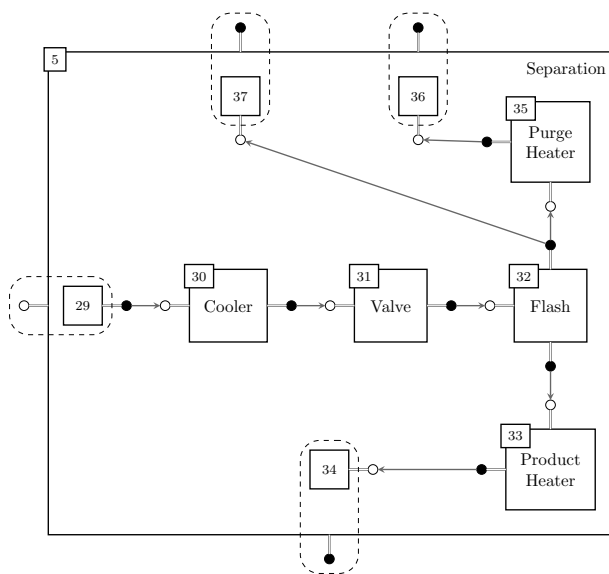 5
Separation
37
36
35
Purge
Heater
29
30
Cooler
31
Valve
32
Flash
33
Product
Heater
34